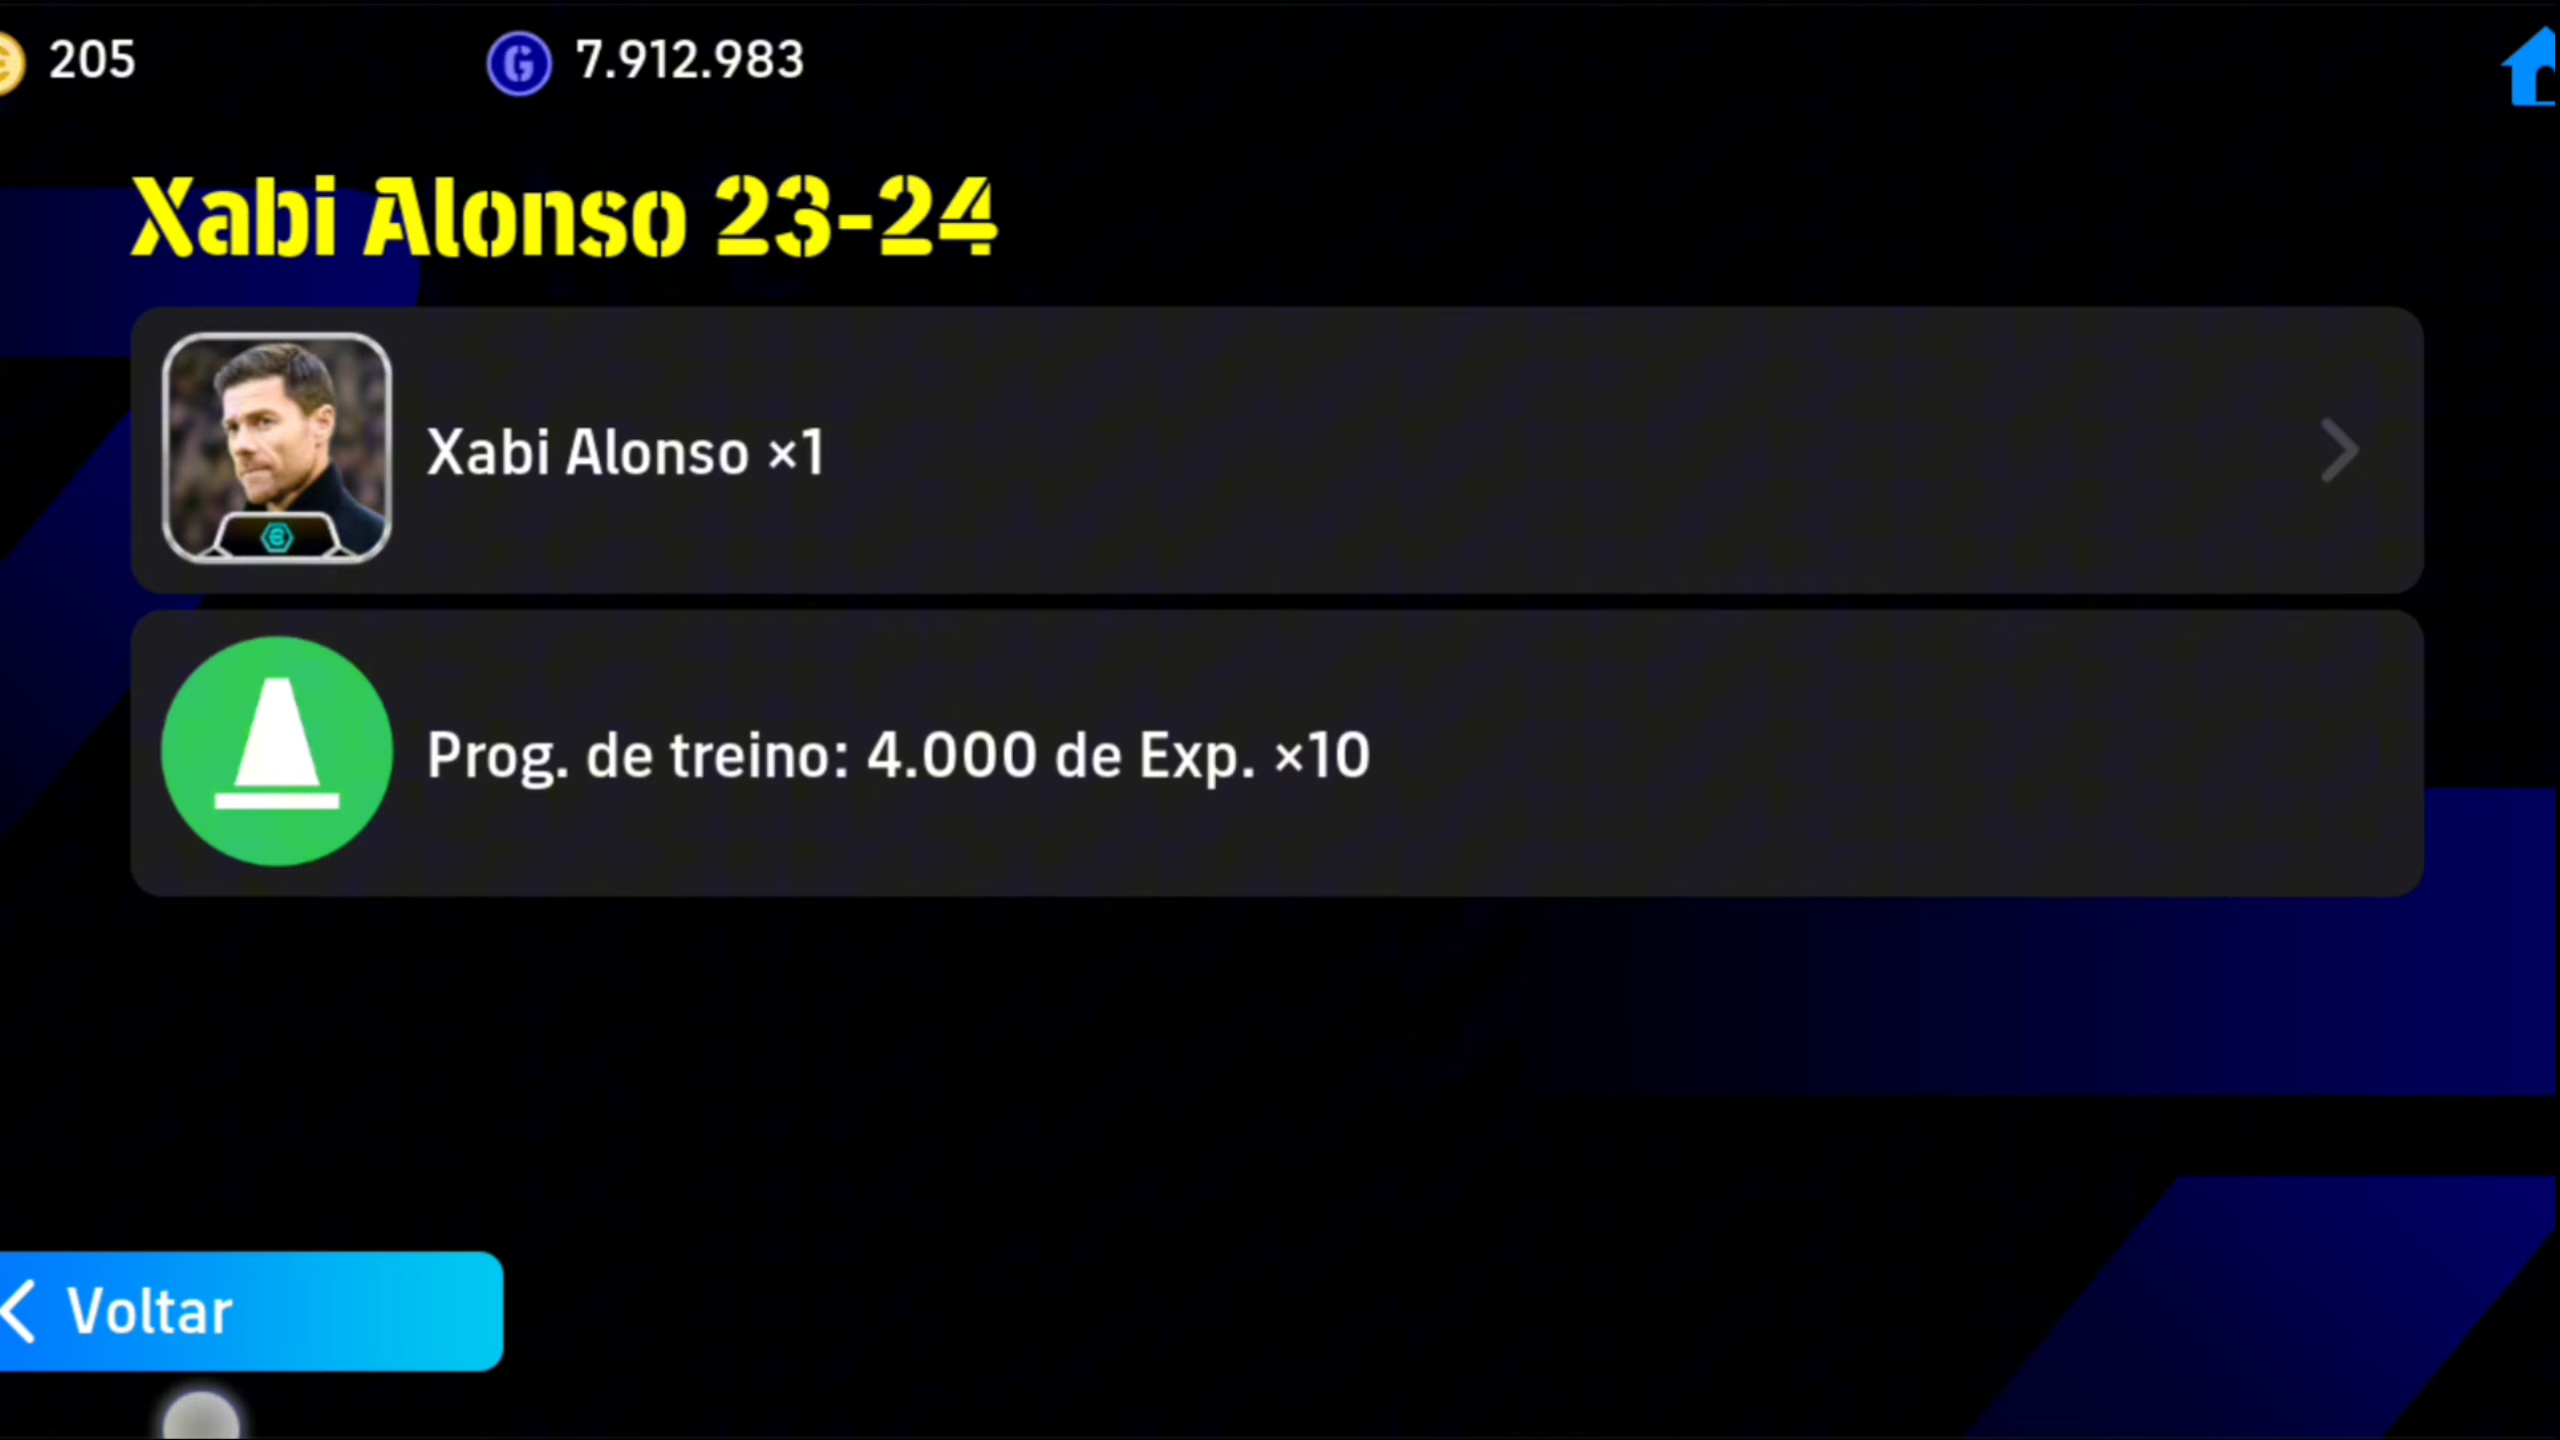 205
G 7.912.983
Xabi Alonso 23-24
Xabi Alonso ×1
Prog. de treino: 4.000 de Exp. ×10
Voltar